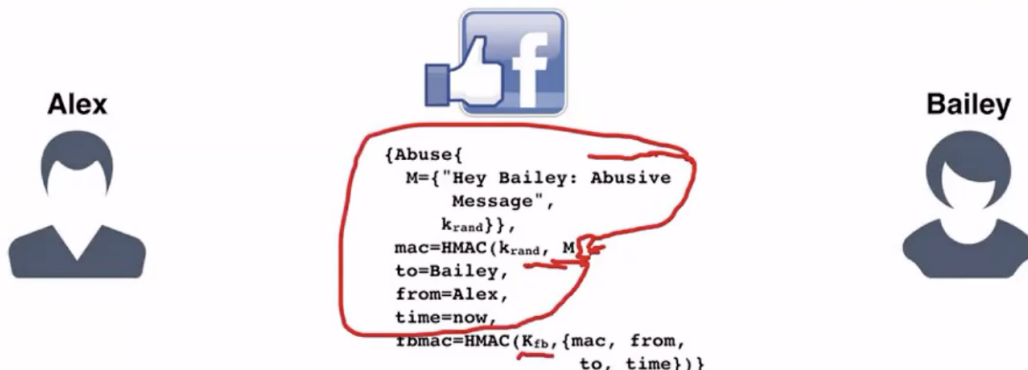 Alex
Bailey
f
{Abuse{
M={"Hey Bailey: Abusive
Message",
krand}},
mac=HMAC(krand, M)
to=Bailey,
from=Alex,
time=now,
fbmac=HMAC(Kfb,{mac, from,
to, time})}